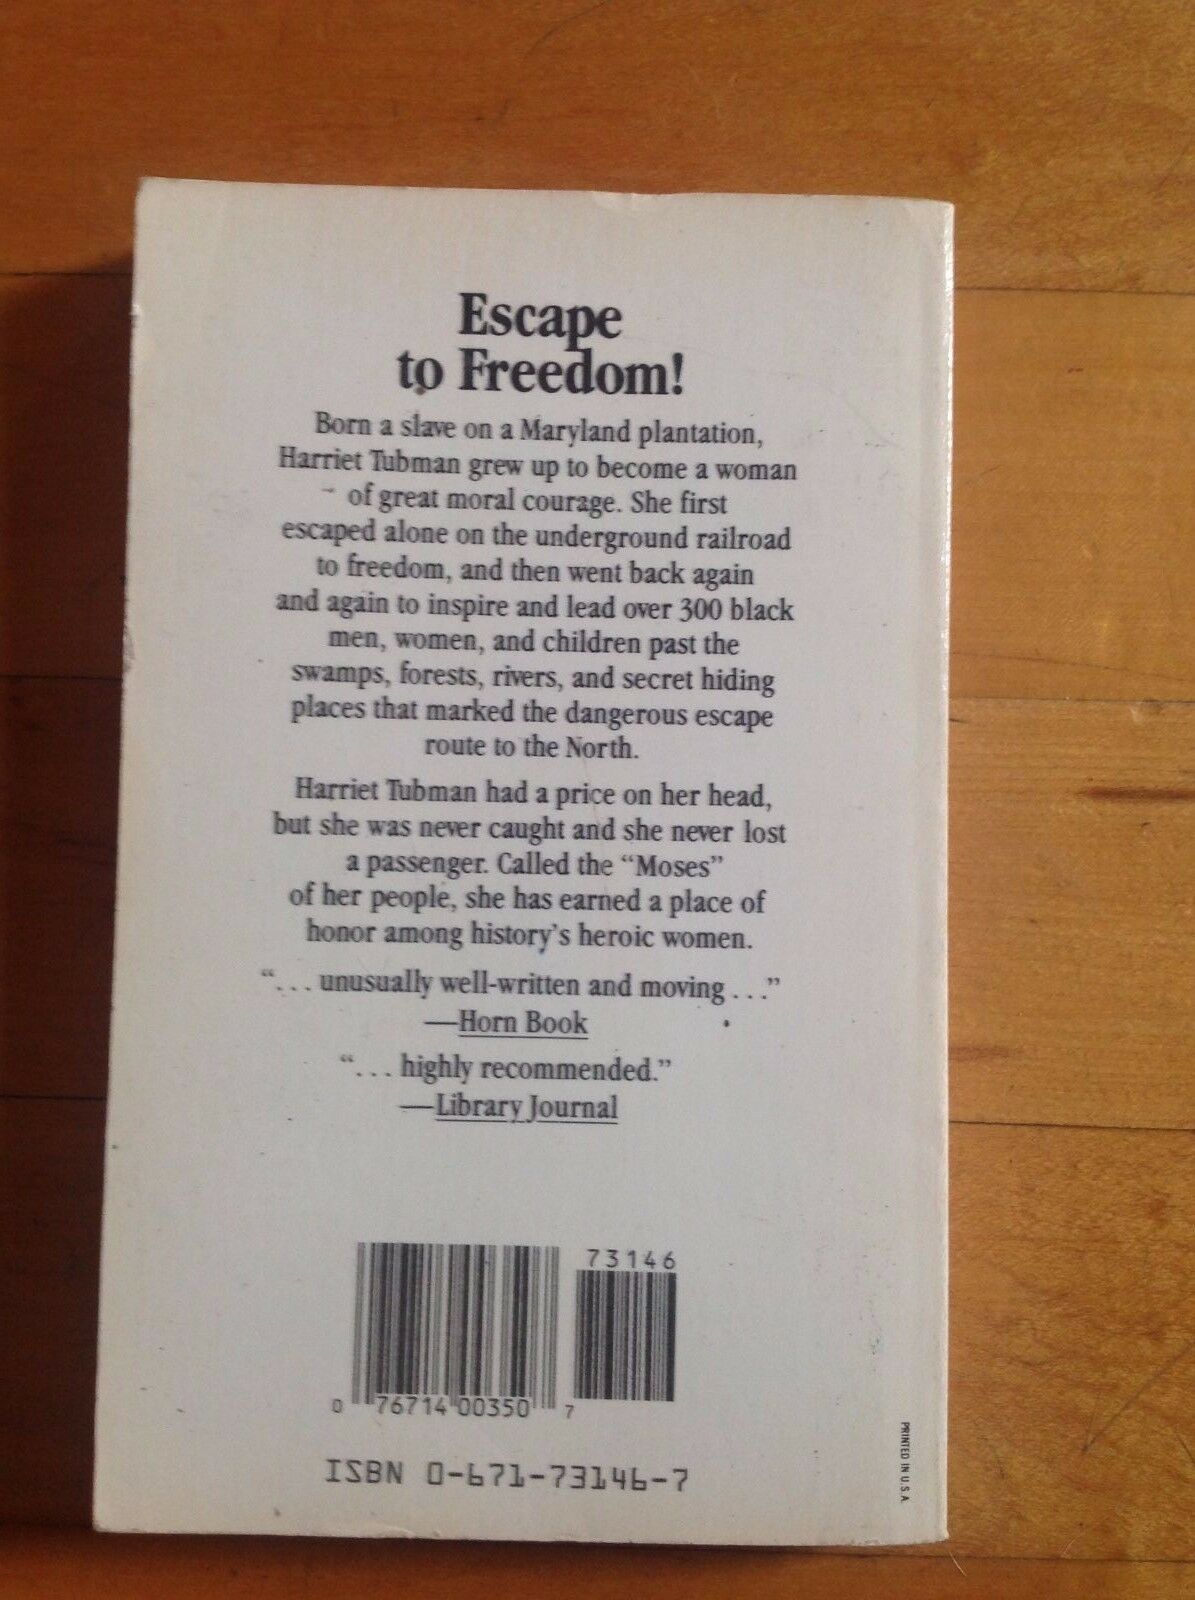 Escape
to Freedom!
Born a slave on a Maryland plantation,
Harriet Tubman grew up to become a woman
of great moral courage. She first
escaped alone on the underground railroad
to freedom, and then went back again
and again to inspire and lead over 300 black
men, women, and children past the
swamps, forests, rivers, and secret hiding
places that marked the dangerous escape
route to the North.
Harriet Tubman had a price on her head,
but she was never caught and she never lost
a passenger. Called the “Moses”
of her people, she has earned a place of
honor among history's heroic women.
“. . . unusually well-written and moving . . .”
—Horn Book
“. . . highly recommended.”
—Library Journal
73146
0 76714 00350 7
ISBN 0-671-73146-7
PRINTED IN U.S.A.